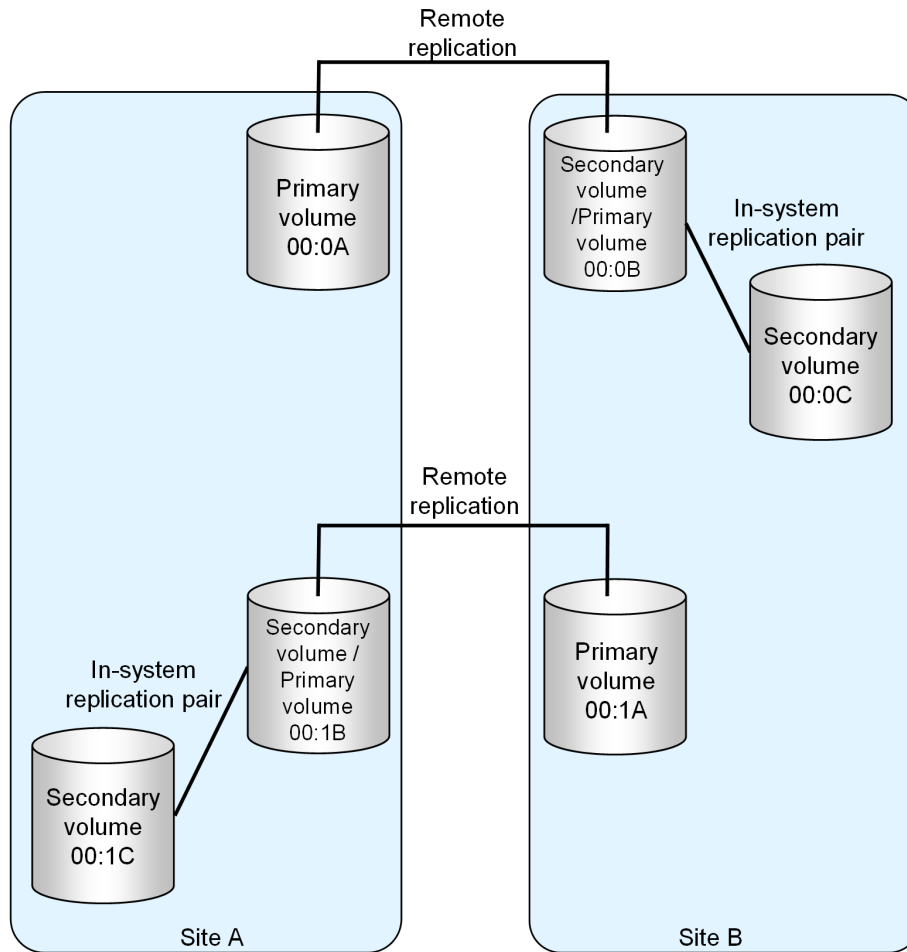 Remote
replication
Primary
volume
00:0A
Secondary
volume
/Primary
volume
00:0B
In-system
replication pair
Secondary
volume
00:0C
Remote
replication
Secondary
volume /
Primary
volume
00:1B
Primary
volume
00:1A
In-system
replication pair
Secondary
volume
00:1C
Site A
Site B